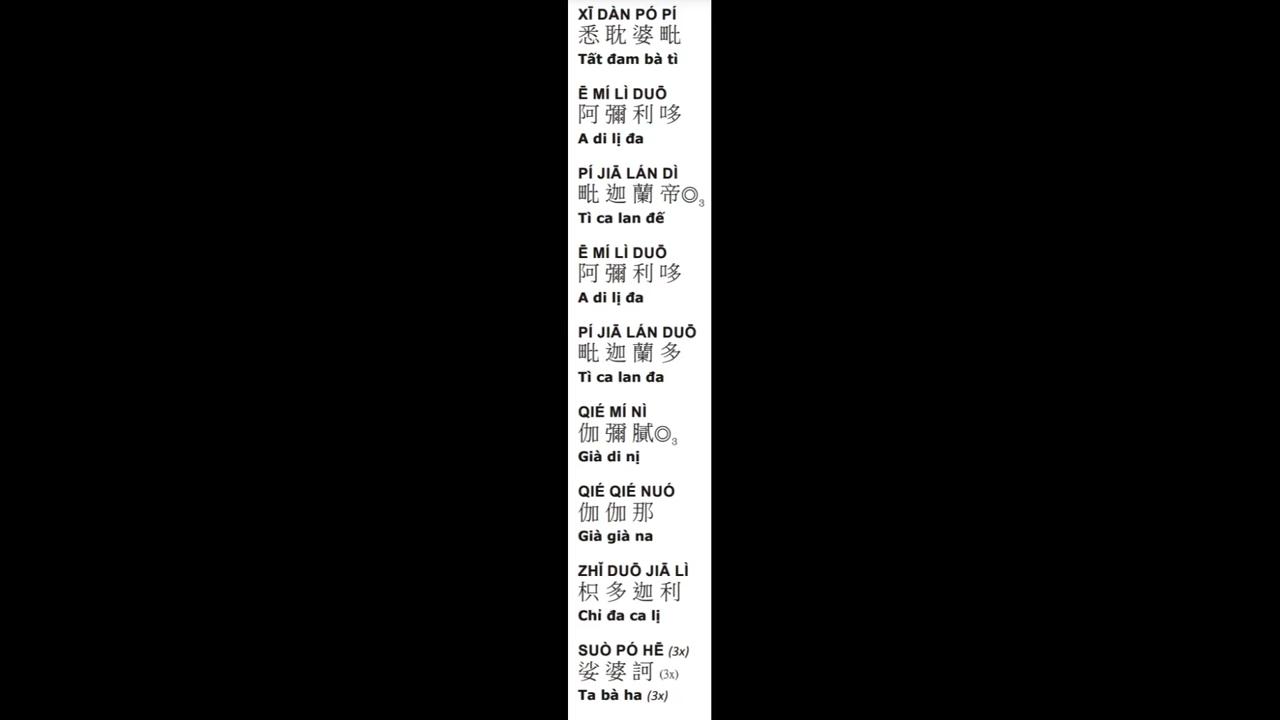 XĪ DÀN PÓ PÍ
悉 耽 婆 毗
Tất đam bà tì
Ē MÍ LÌ DUŌ
阿 彌 利 哆
A di lị đa
PÍ JIĀ LÁN DÌ
毗 迦 蘭 帝◎3
Tì ca lan đế
Ē MÍ LÌ DUŌ
阿 彌 利 哆
A di lị đa
PÍ JIĀ LÁN DUŌ
毗 迦 蘭 多
Tì ca lan đa
QIÉ MÍ NÌ
伽 彌 膩◎3
Già di nị
QIÉ QIÉ NUÓ
伽 伽 那
Già già na
ZHǏ DUŌ JIĀ LÌ
枳 多 迦 利
Chỉ đa ca lị
SUÒ PÓ HĒ (3x)
娑 婆 訶 (3x)
Ta bà ha (3x)